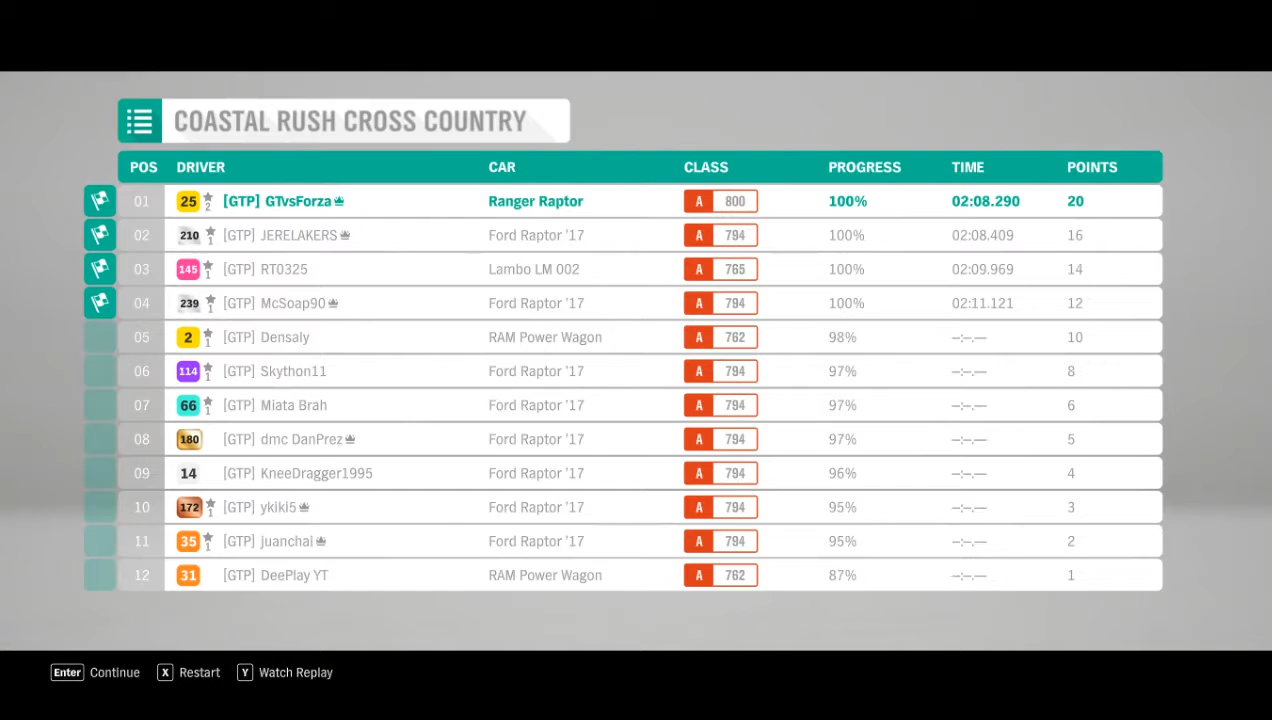 COASTAL RUSH CROSS COUNTRY
POS DRIVER CAR CLASS PROGRESS TIME POINTS
01 25 2 [GTP] GTvsForza Ranger Raptor A 800 100% 02:08.290 20
02 210 1 [GTP] JERELAKERS Ford Raptor '17 A 794 100% 02:08.409 16
03 145 1 [GTP] RT0325 Lambo LM 002 A 765 100% 02:09.969 14
04 239 1 [GTP] McSoap90 Ford Raptor '17 A 794 100% 02:11.121 12
05 2 1 [GTP] Densaly RAM Power Wagon A 762 98% --:--.--- 10
06 114 1 [GTP] Skython11 Ford Raptor '17 A 794 97% --:--.--- 8
07 66 1 [GTP] Miata Brah Ford Raptor '17 A 794 97% --:--.--- 6
08 180 [GTP] dmc DanPrez Ford Raptor '17 A 794 97% --:--.--- 5
09 14 [GTP] KneeDragger1995 Ford Raptor '17 A 794 96% --:--.--- 4
10 172 1 [GTP] ykiki5 Ford Raptor '17 A 794 95% --:--.--- 3
11 35 1 [GTP] juanchai Ford Raptor '17 A 794 95% --:--.--- 2
12 31 [GTP] DeePlay YT RAM Power Wagon A 762 87% --:--.--- 1
Enter Continue X Restart Y Watch Replay